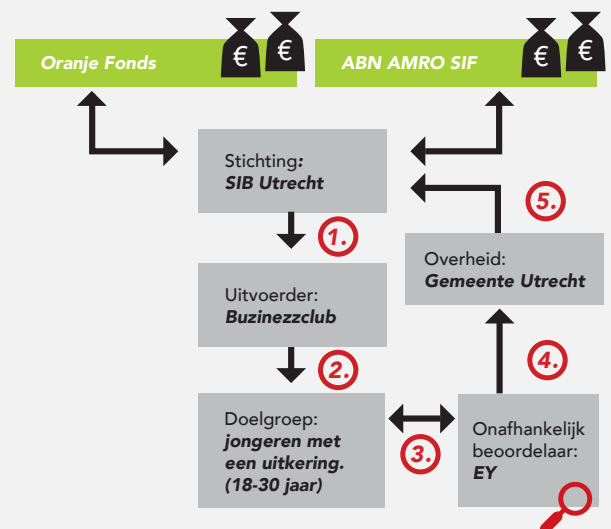 Oranje Fonds
€ €
ABN AMRO SIF
€ €
Stichting:
SIB Utrecht
1.
Uitvoerder:
Buzinezzclub
2.
Doelgroep:
jongeren met
een uitkering.
(18-30 jaar)
3.
Onafhankelijk
beoordelaar:
EY
4.
Overheid:
Gemeente Utrecht
5.